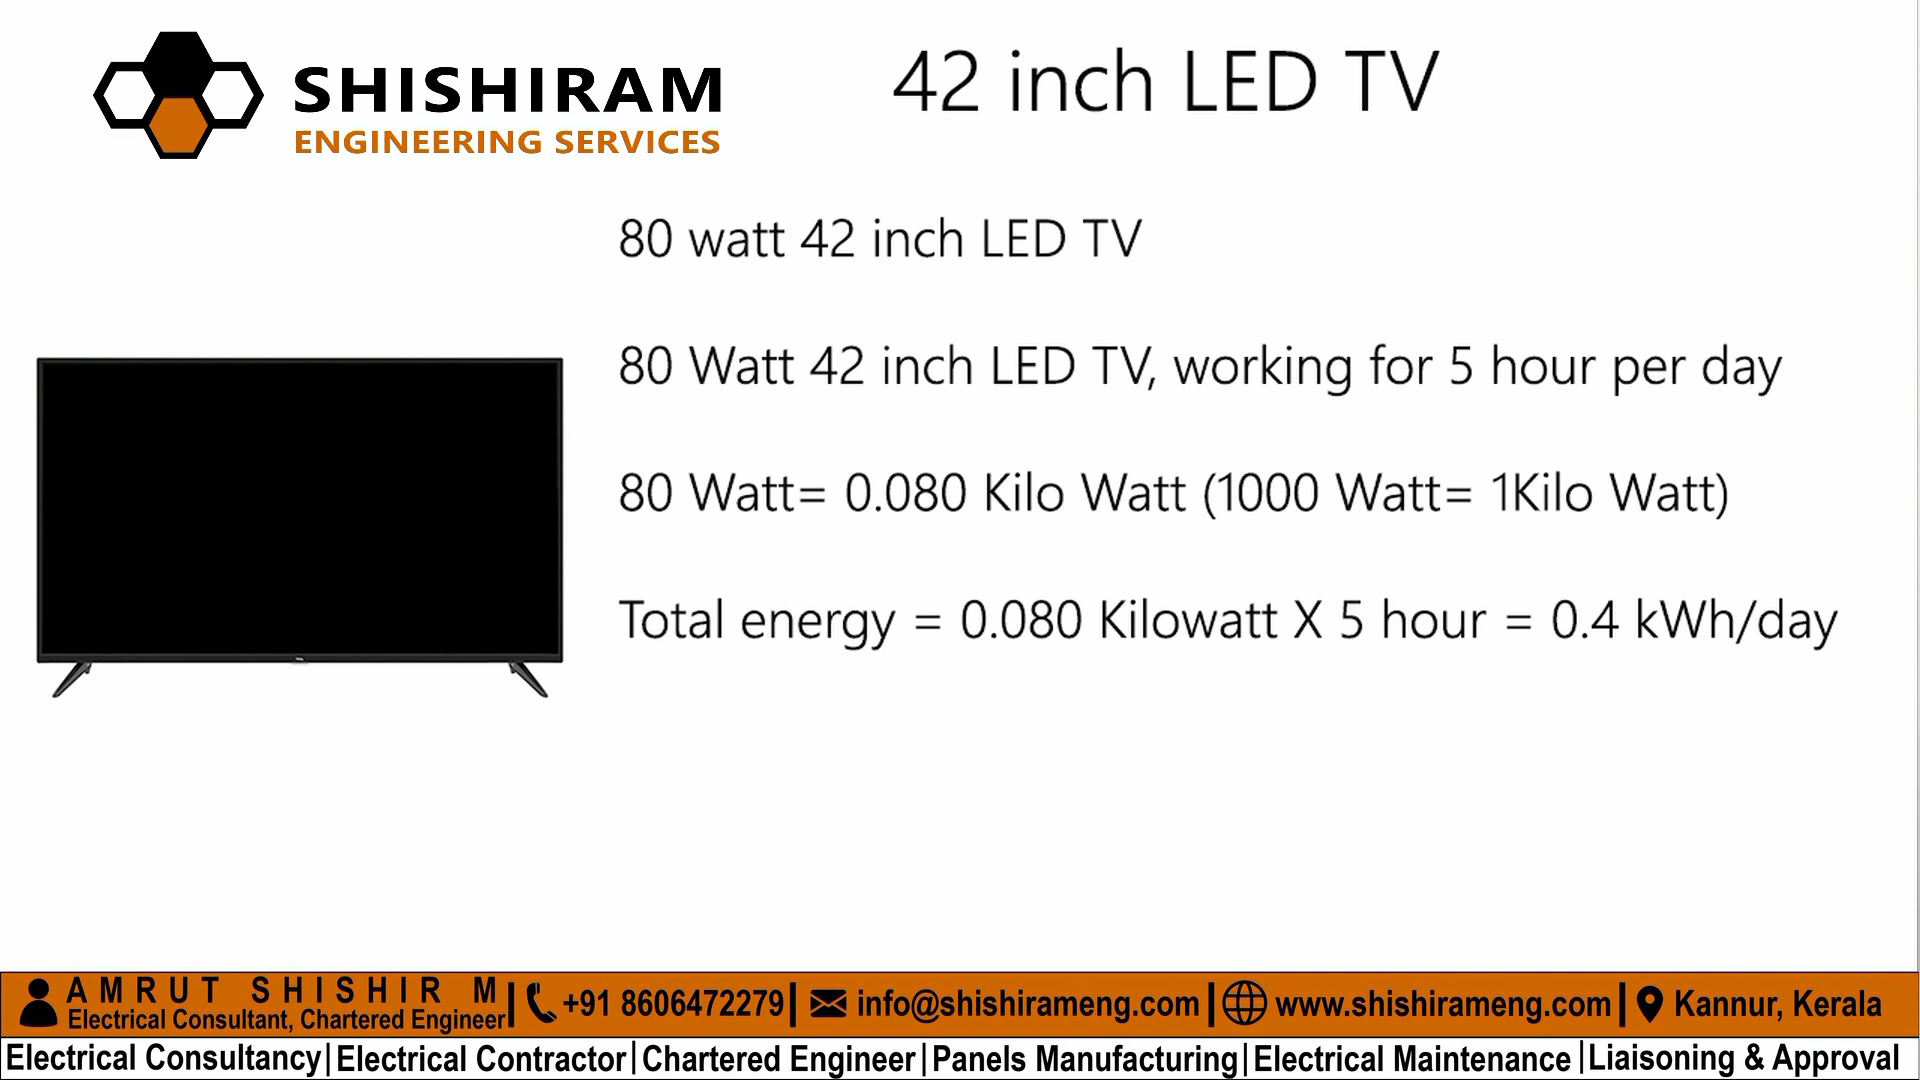 SHISHIRAM
ENGINEERING SERVICES
42 inch LED TV
80 watt 42 inch LED TV
80 Watt 42 inch LED TV, working for 5 hour per day
80 Watt= 0.080 Kilo Watt (1000 Watt= 1Kilo Watt)
Total energy = 0.080 Kilowatt X 5 hour = 0.4 kWh/day
AMRUT SHISHIR M
Electrical Consultant, Chartered Engineer
+91 8606472279
info@shishirameng.com
www.shishirameng.com
Kannur, Kerala
Electrical Consultancy|Electrical Contractor|Chartered Engineer|Panels Manufacturing|Electrical Maintenance|Liaisoning & Approval